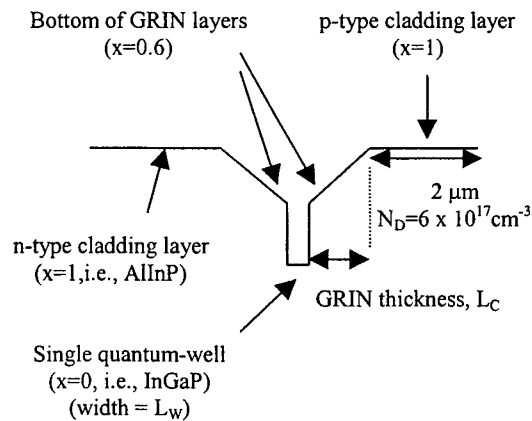 Bottom of GRIN layers
(x=0.6)
p-type cladding layer
(x=1)
2 μm
N_D=6 x 10^17cm^-3
n-type cladding layer
(x=1,i.e., AlInP)
GRIN thickness, L_C
Single quantum-well
(x=0, i.e., InGaP)
(width = L_W)